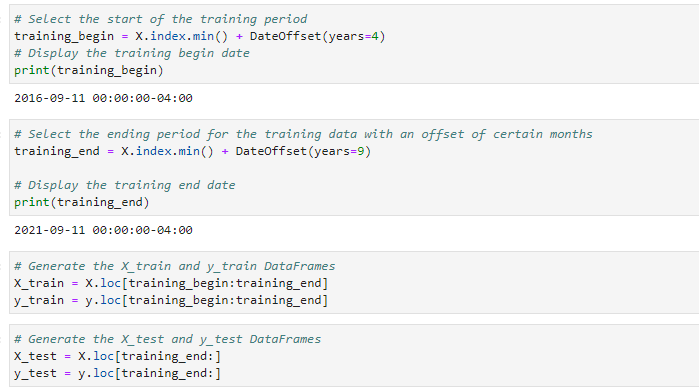 # Select the start of the training period
training_begin = X.index.min() + DateOffset(years=4)
# Display the training begin date
print(training_begin)
2016-09-11 00:00:00-04:00
# Select the ending period for the training data with an offset of certain months
training_end = X.index.min() + DateOffset(years=9)
# Display the training end date
print(training_end)
2021-09-11 00:00:00-04:00
# Generate the X_train and y_train DataFrames
X_train = X.loc[training_begin:training_end]
y_train = y.loc[training_begin:training_end]
# Generate the X_test and y_test DataFrames
X_test = X.loc[training_end:]
y_test = y.loc[training_end:]